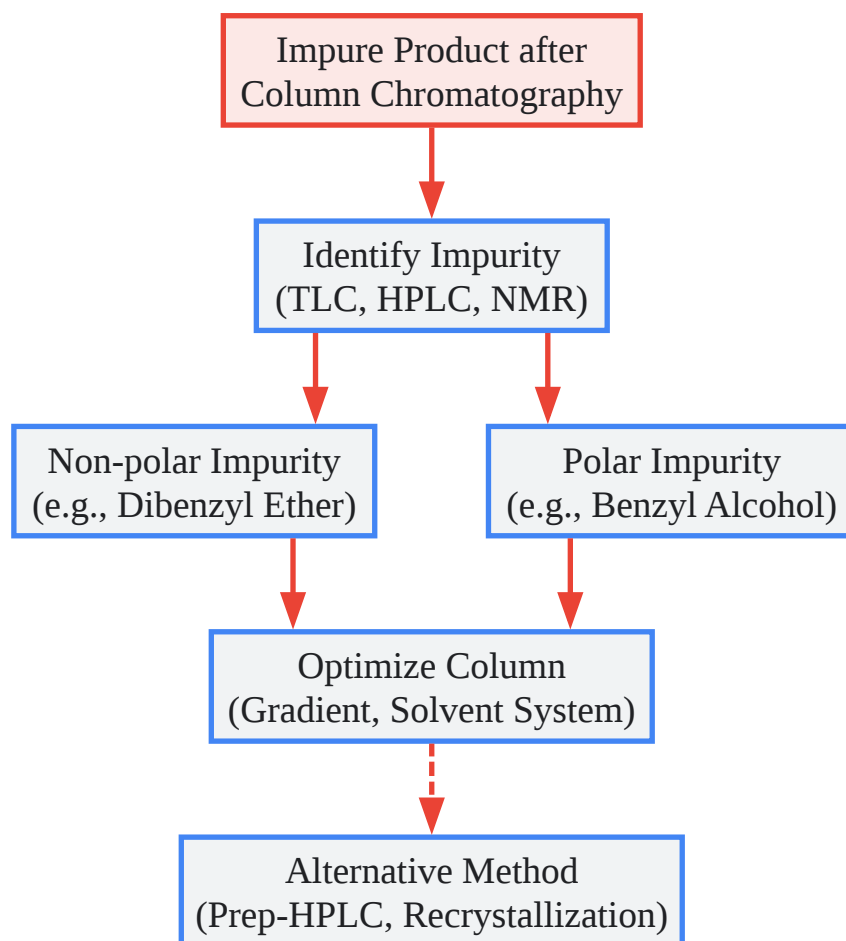 Impure Product after
Column Chromatography
Identify Impurity
(TLC, HPLC, NMR)
Non-polar Impurity
(e.g., Dibenzyl Ether)
Polar Impurity
(e.g., Benzyl Alcohol)
Optimize Column
(Gradient, Solvent System)
Alternative Method
(Prep-HPLC, Recrystallization)